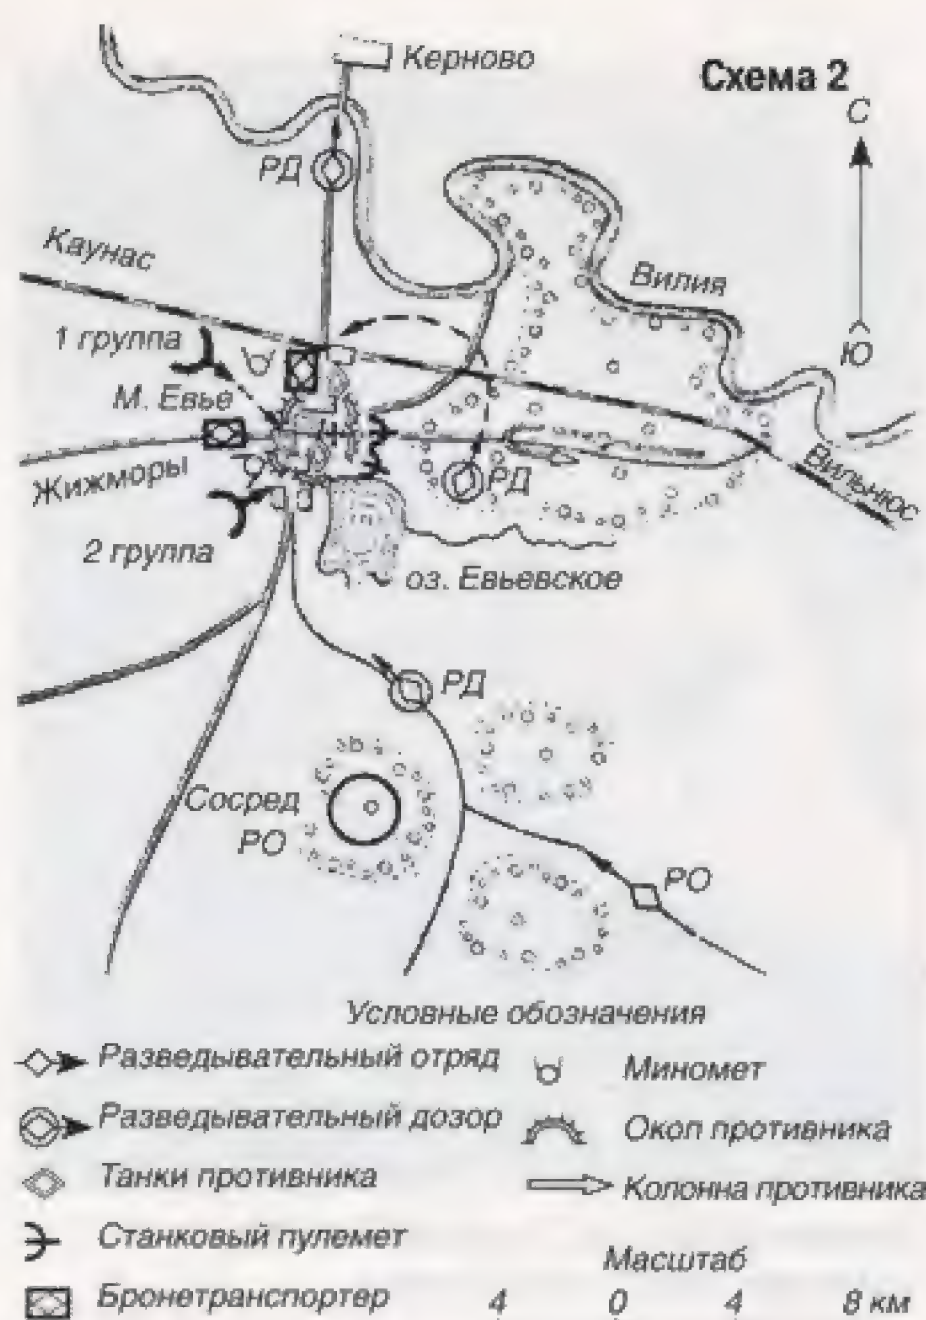 Керново
Схема 2
С
РД
Каунас
Вилия
1 группа
Ю
М. Евье
Жижморы
РД
Вильнюс
2 группа
оз. Евьевское
РД
Сосред
РО
РО
Условные обозначения
Разведывательный отряд
Миномет
Разведывательный дозор
Окоп противника
Танки противника
Колонна противника
Станковый пулемет
Масштаб
Бронетранспортер
4 0 4 8 км